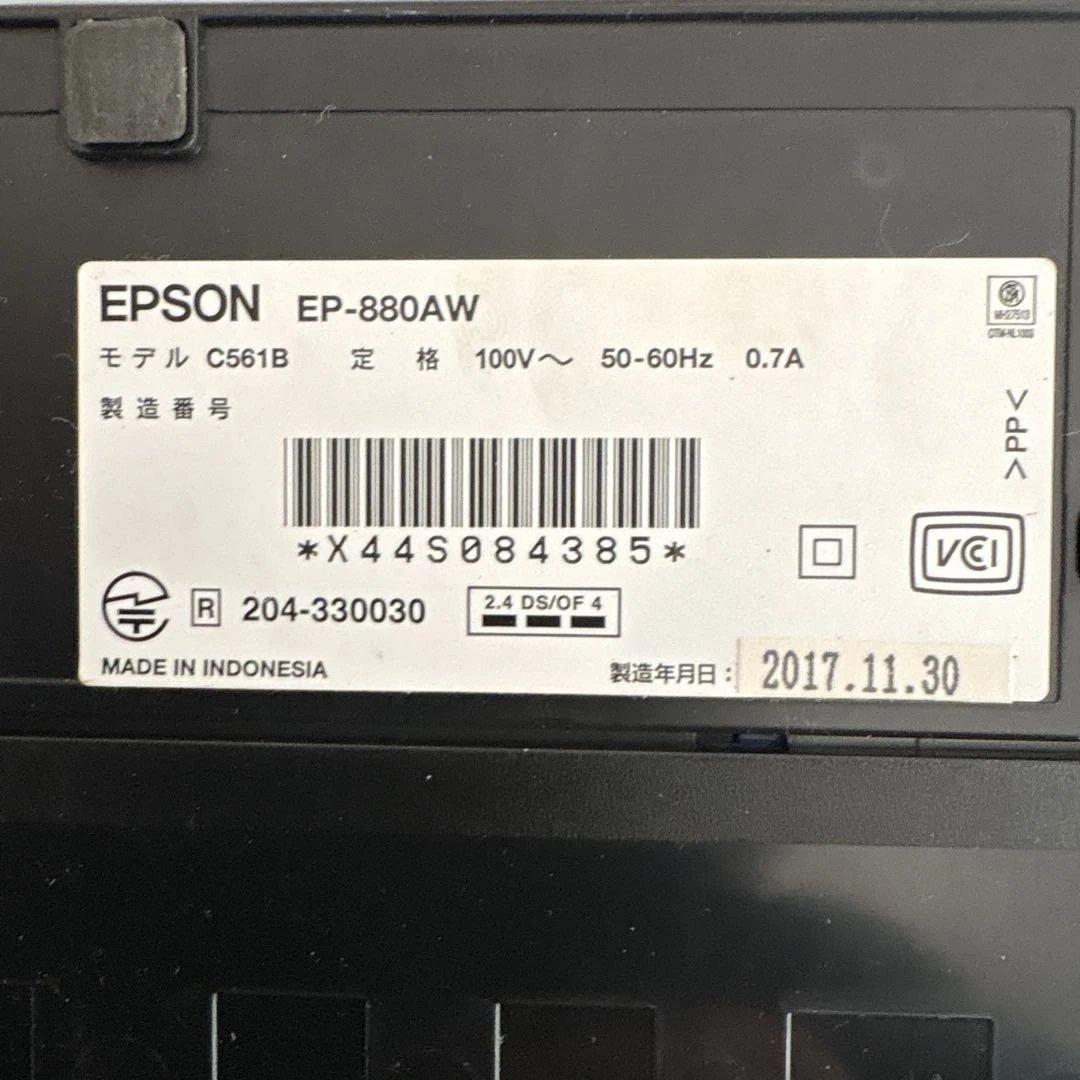 EPSON EP-880AW
モデル C561B 定格 100V～ 50-60Hz 0.7A
製造番号
*X44S084385*
R 204-330030
2.4 DS/OF 4
MADE IN INDONESIA
製造年月日：2017.11.30
>PP<
VCCI